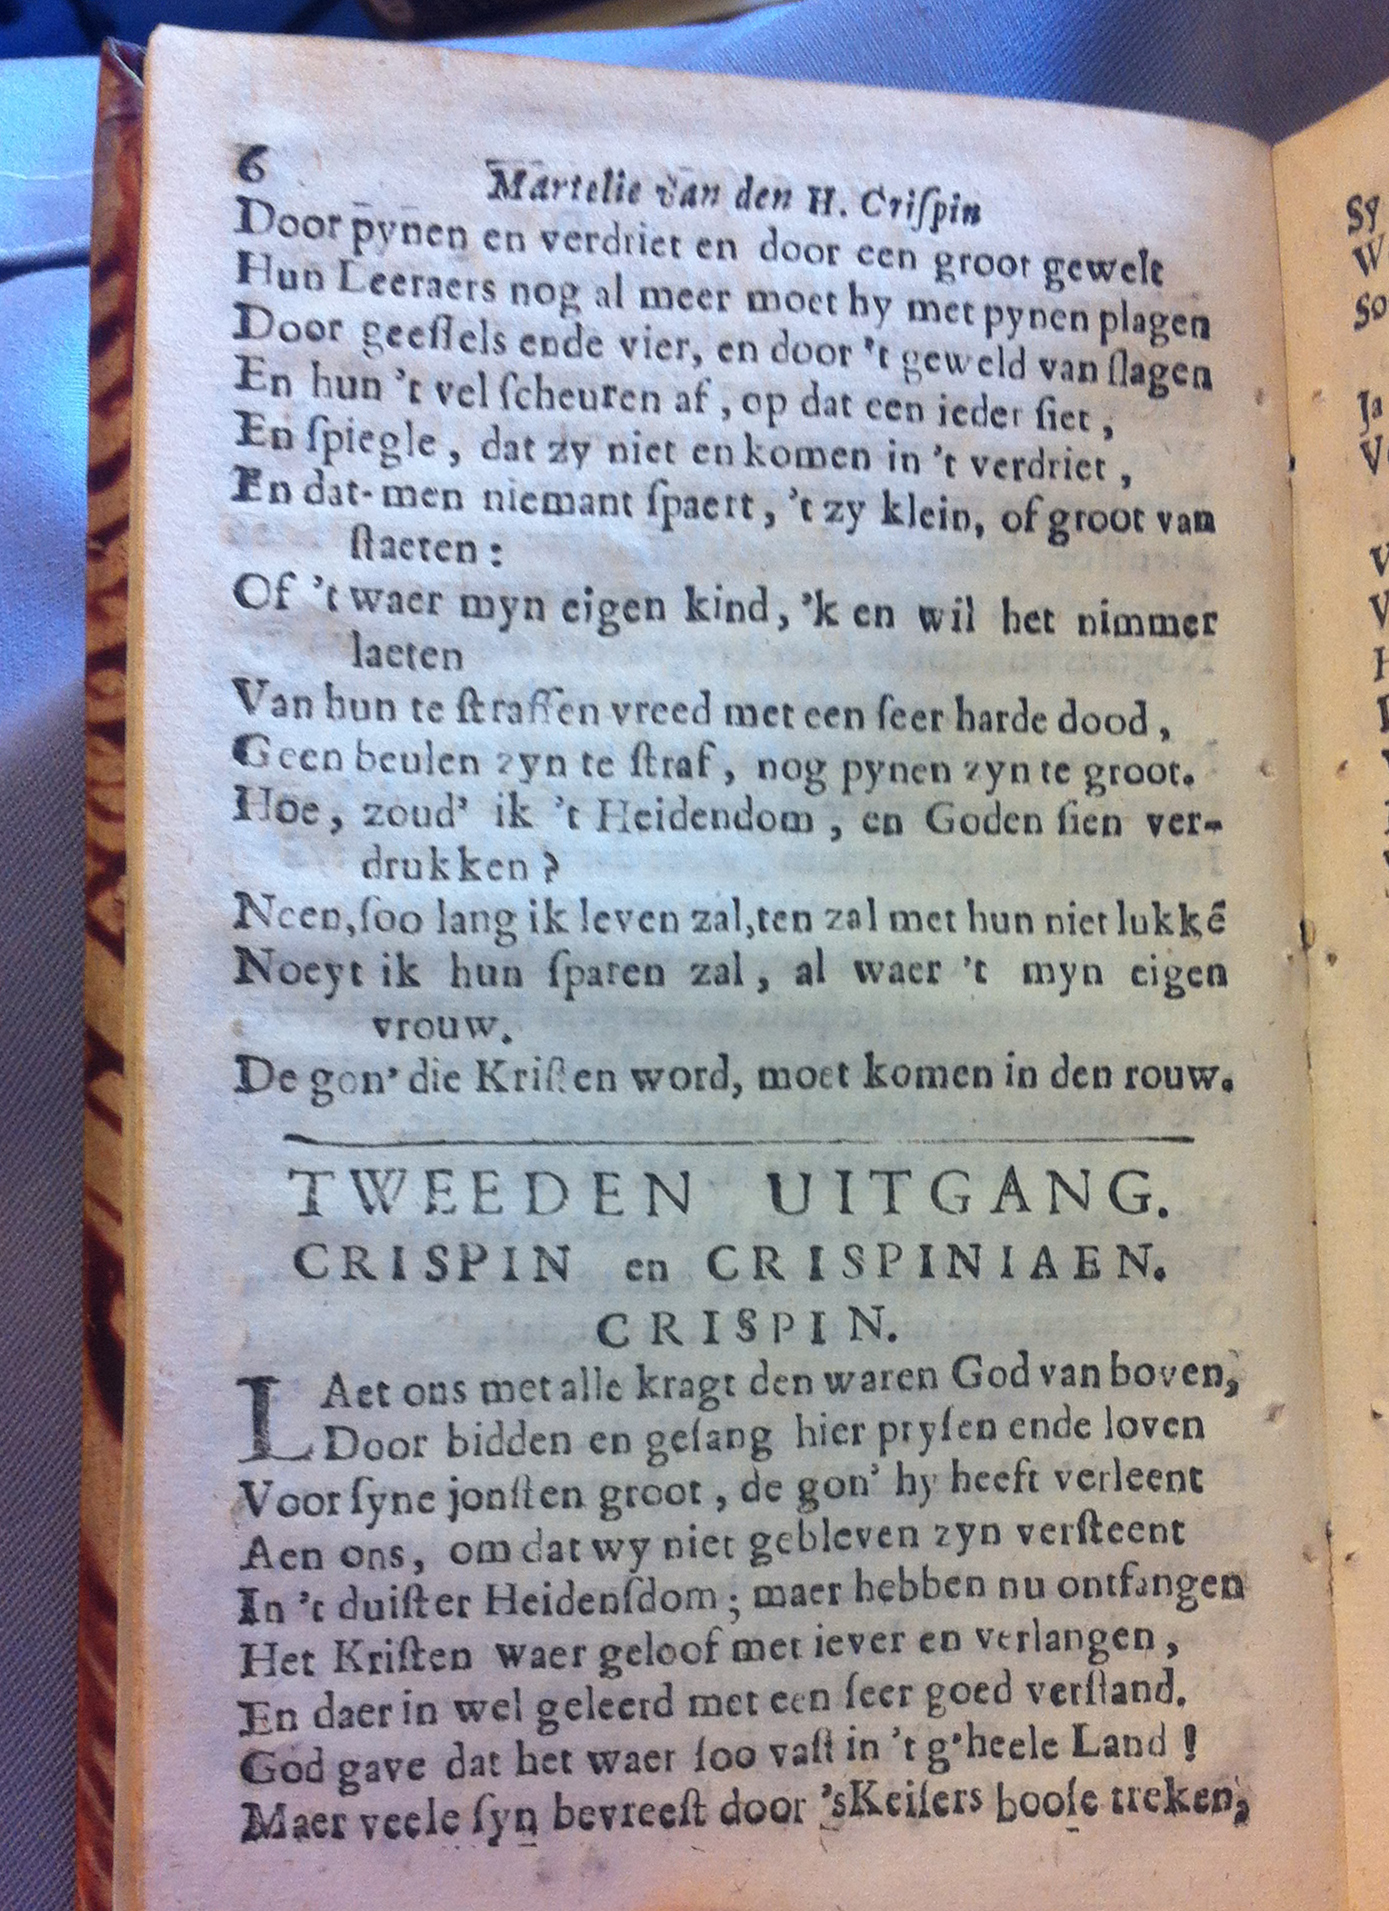 6
Martelie van den H. Criſpin
Door pynen en verdriet en door een groot gewelt
Hun Leeraers nog al meer moet hy met pynen plagen
Door geeſſels ende vier, en door 't geweld van ſlagen
En hun 't vel ſcheuren af, op dat een ieder ſiet,
En ſpiegle, dat zy niet en komen in 't verdriet,
En dat-men niemant ſpaert, 't zy klein, of groot van
ſtaeten:
Of 't waer myn eigen kind, 'k en wil het nimmer
laeten
Van hun te ſtraffen vreed met een ſeer harde dood,
Geen beulen zyn te ſtraf, nog pynen zyn te groot.
Hoe, zoud' ik 't Heidendom, en Goden ſien ver-
drukken?
Neen, ſoo lang ik leven zal, ten zal met hun niet lukkē
Noeyt ik hun ſparen zal, al waer 't myn eigen
vrouw.
De gon' die Kriſten word, moet komen in den rouw.
TWEEDEN UITGANG.
CRISPIN en CRISPINIAEN.
CRISPIN.
LAet ons met alle kragt den waren God van boven,
Door bidden en geſang hier pryſen ende loven
Voor ſyne jonſten groot, de gon' hy heeft verleent
Aen ons, om dat wy niet gebleven zyn verſteent
In 't duiſter Heidenſdom; maer hebben nu ontfangen
Het Kriſten waer geloof met iever en verlangen,
En daer in wel geleerd met een ſeer goed verſtand.
God gave dat het waer ſoo vaſt in 't g'heele Land!
Maer veele ſyn bevreeſt door 'sKeiſers booſe treken,
Sy
W
So
Ja